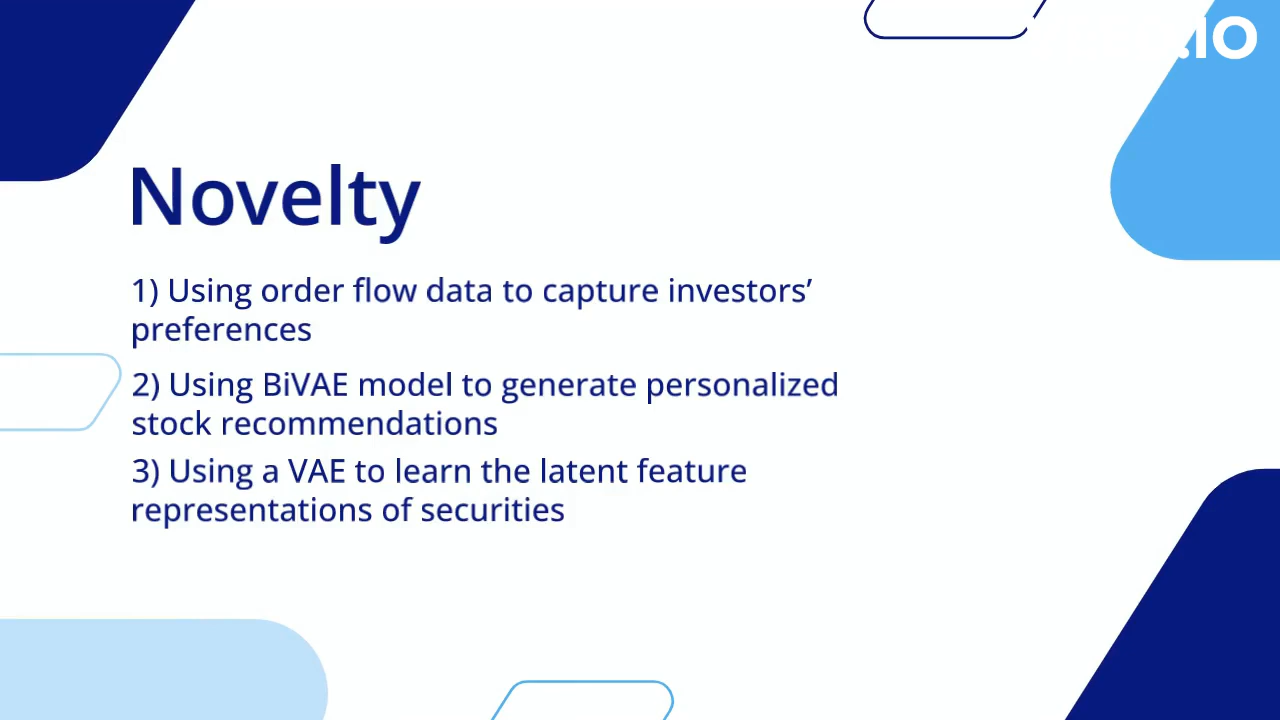 Novelty
1) Using order flow data to capture investors’
preferences
2) Using BiVAE model to generate personalized
stock recommendations
3) Using a VAE to learn the latent feature
representations of securities